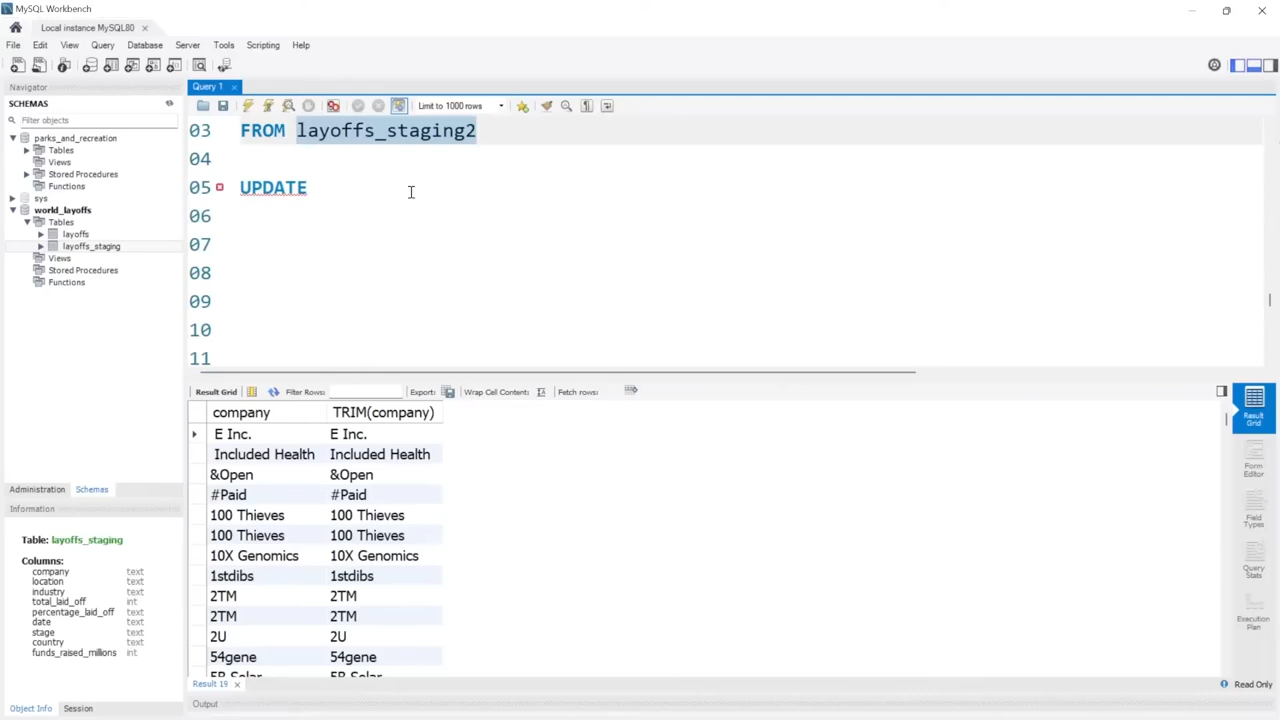 MySQL Workbench
Local instance MySQL80
File Edit View Query Database Server Tools Scripting Help
Navigator
SCHEMAS
Filter objects
parks_and_recreation
Tables
Views
Stored Procedures
Functions
sys
world_layoffs
Tables
layoffs
layoffs_staging
Views
Stored Procedures
Functions
Administration Schemas
Information
Table: layoffs_staging
Columns:
company text
location text
industry text
total_laid_off int
percentage_laid_off text
date text
stage text
country text
funds_raised_millions int
Object Info Session
Query 1
Limit to 1000 rows
03 FROM layoffs_staging2
04
05 UPDATE
06
07
08
09
10
11
Result Grid Filter Rows: Export: Wrap Cell Content: Fetch rows:
company TRIM(company)
E Inc. E Inc.
Included Health Included Health
&Open &Open
#Paid #Paid
100 Thieves 100 Thieves
100 Thieves 100 Thieves
10X Genomics 10X Genomics
1stdibs 1stdibs
2TM 2TM
2TM 2TM
2U 2U
54gene 54gene
5B Solar 5B Solar
Result 19
Read Only
Output
Result Grid
Form Editor
Field Types
Query Stats
Execution Plan